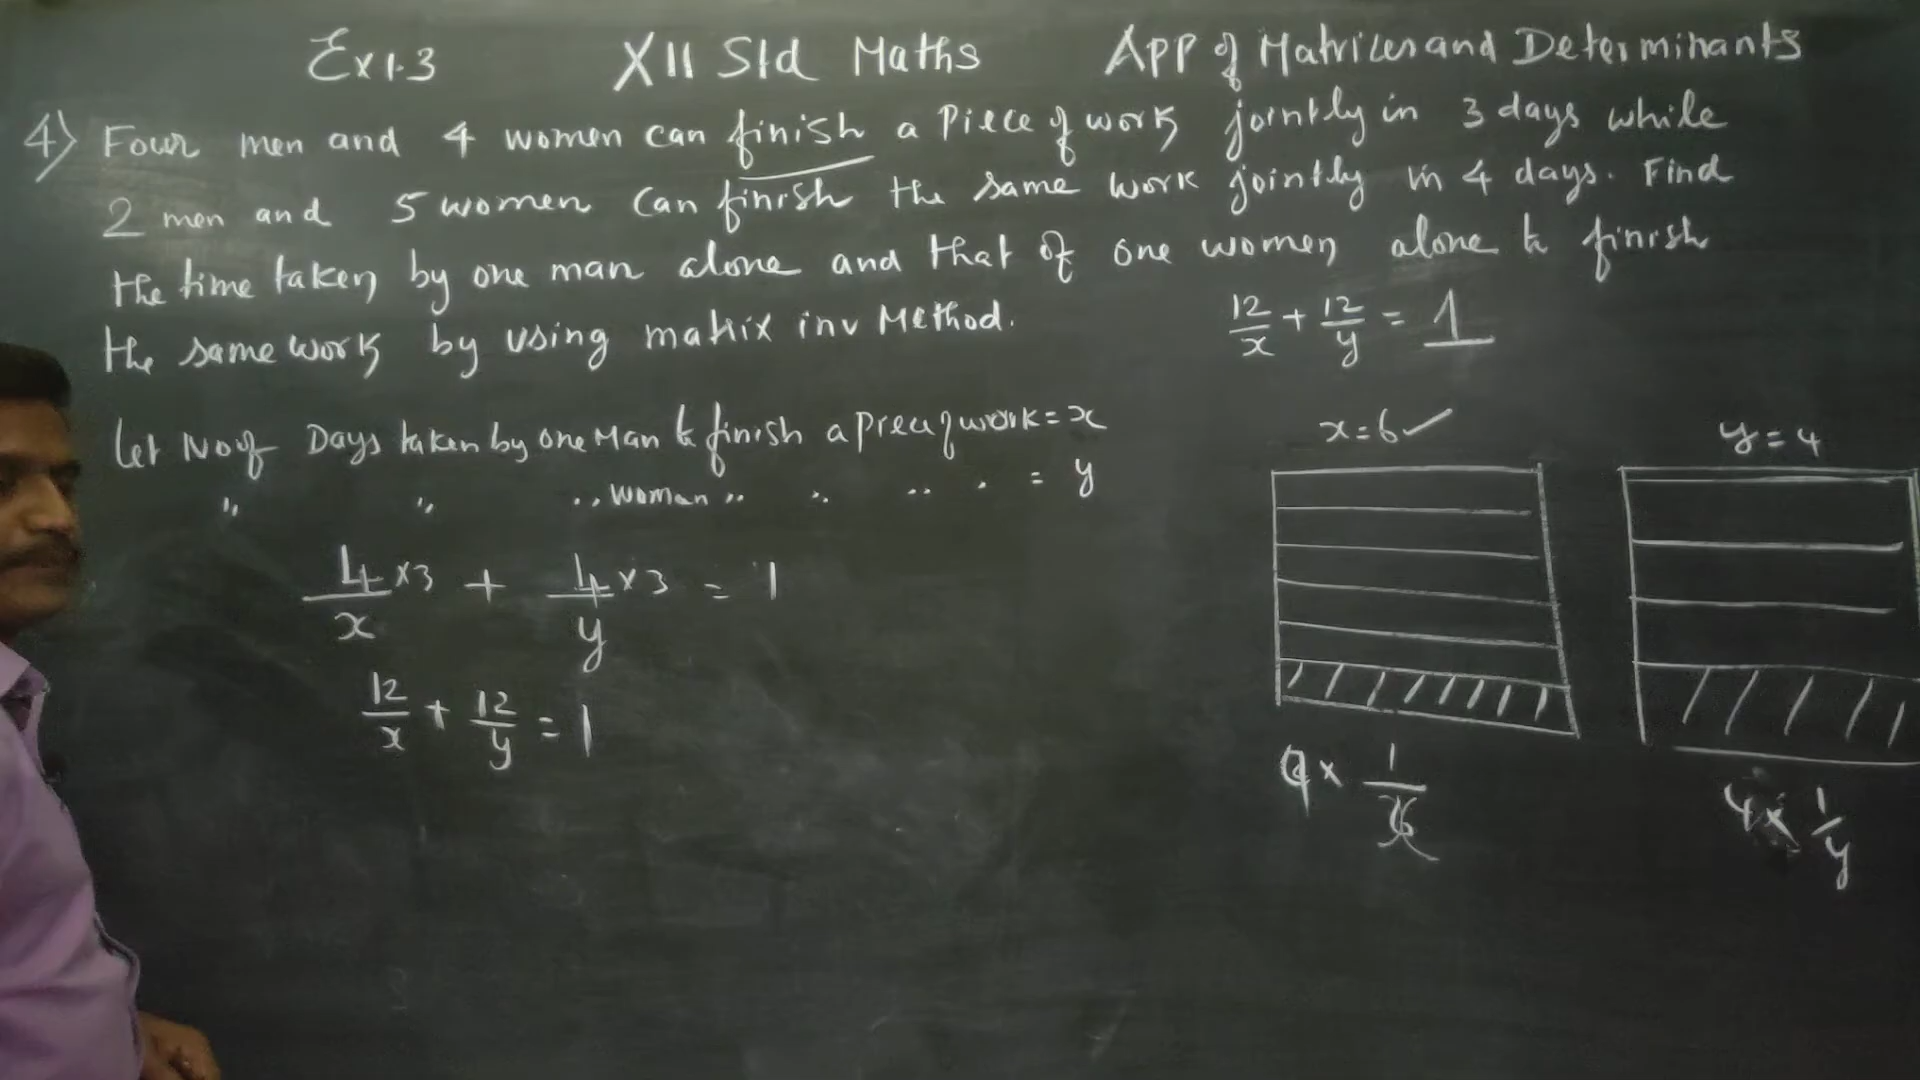 Ex 1.3 XII Std Maths App of Matrices and Determinants
4) Four men and 4 women can finish a piece of work jointly in 3 days while
2 men and 5 women can finish the same work jointly in 4 days. Find
the time taken by one man alone and that of one women alone to finish
the same work by using matrix inv Method.
12/x + 12/y = 1
Let No of Days taken by one Man to finish a piece of work = x
" " " woman " " " " = y
x = 6 ✓ y = 4
4/x × 3 + 4/y × 3 = 1
12/x + 12/y = 1
× 1/x 4 × 1/y